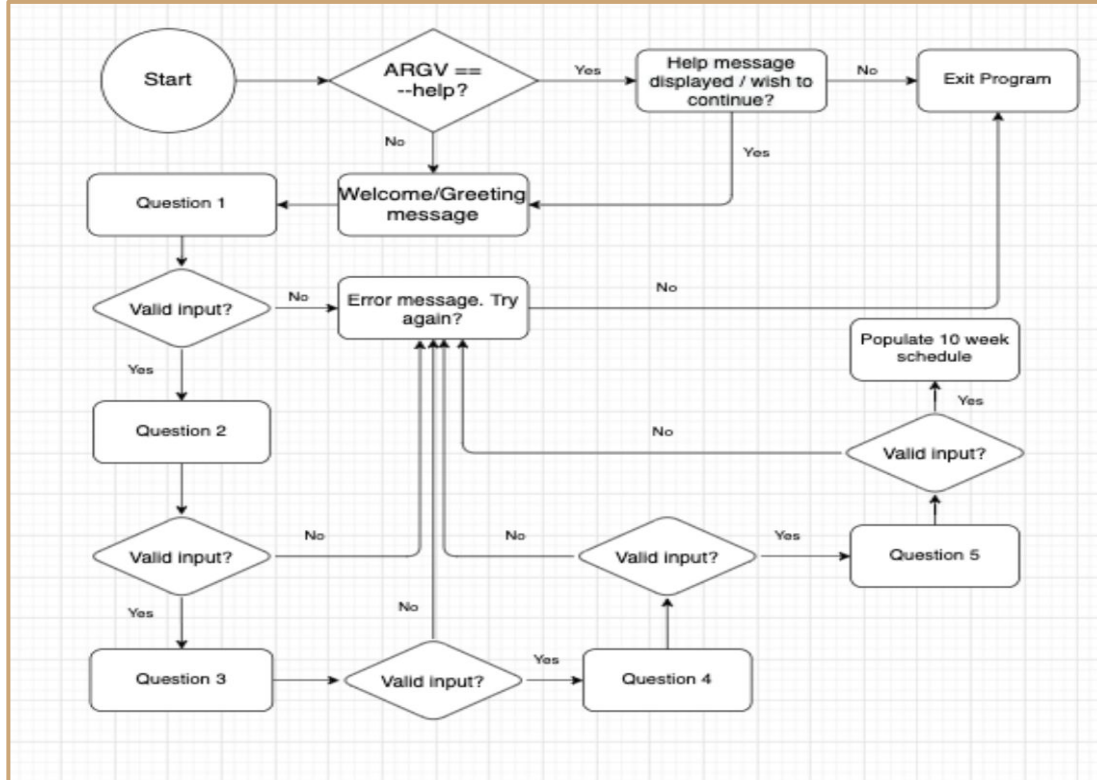 Start
ARGV ==
--help?
Yes
Help message
displayed / wish to
continue?
No
Exit Program
No
Yes
Question 1
Welcome/Greeting
message
Valid input?
No
Error message. Try
again?
No
Yes
Populate 10 week
schedule
Yes
Question 2
No
Valid input?
Valid input?
No
No
Valid input?
Yes
Question 5
Yes
No
Question 3
Valid input?
Yes
Question 4